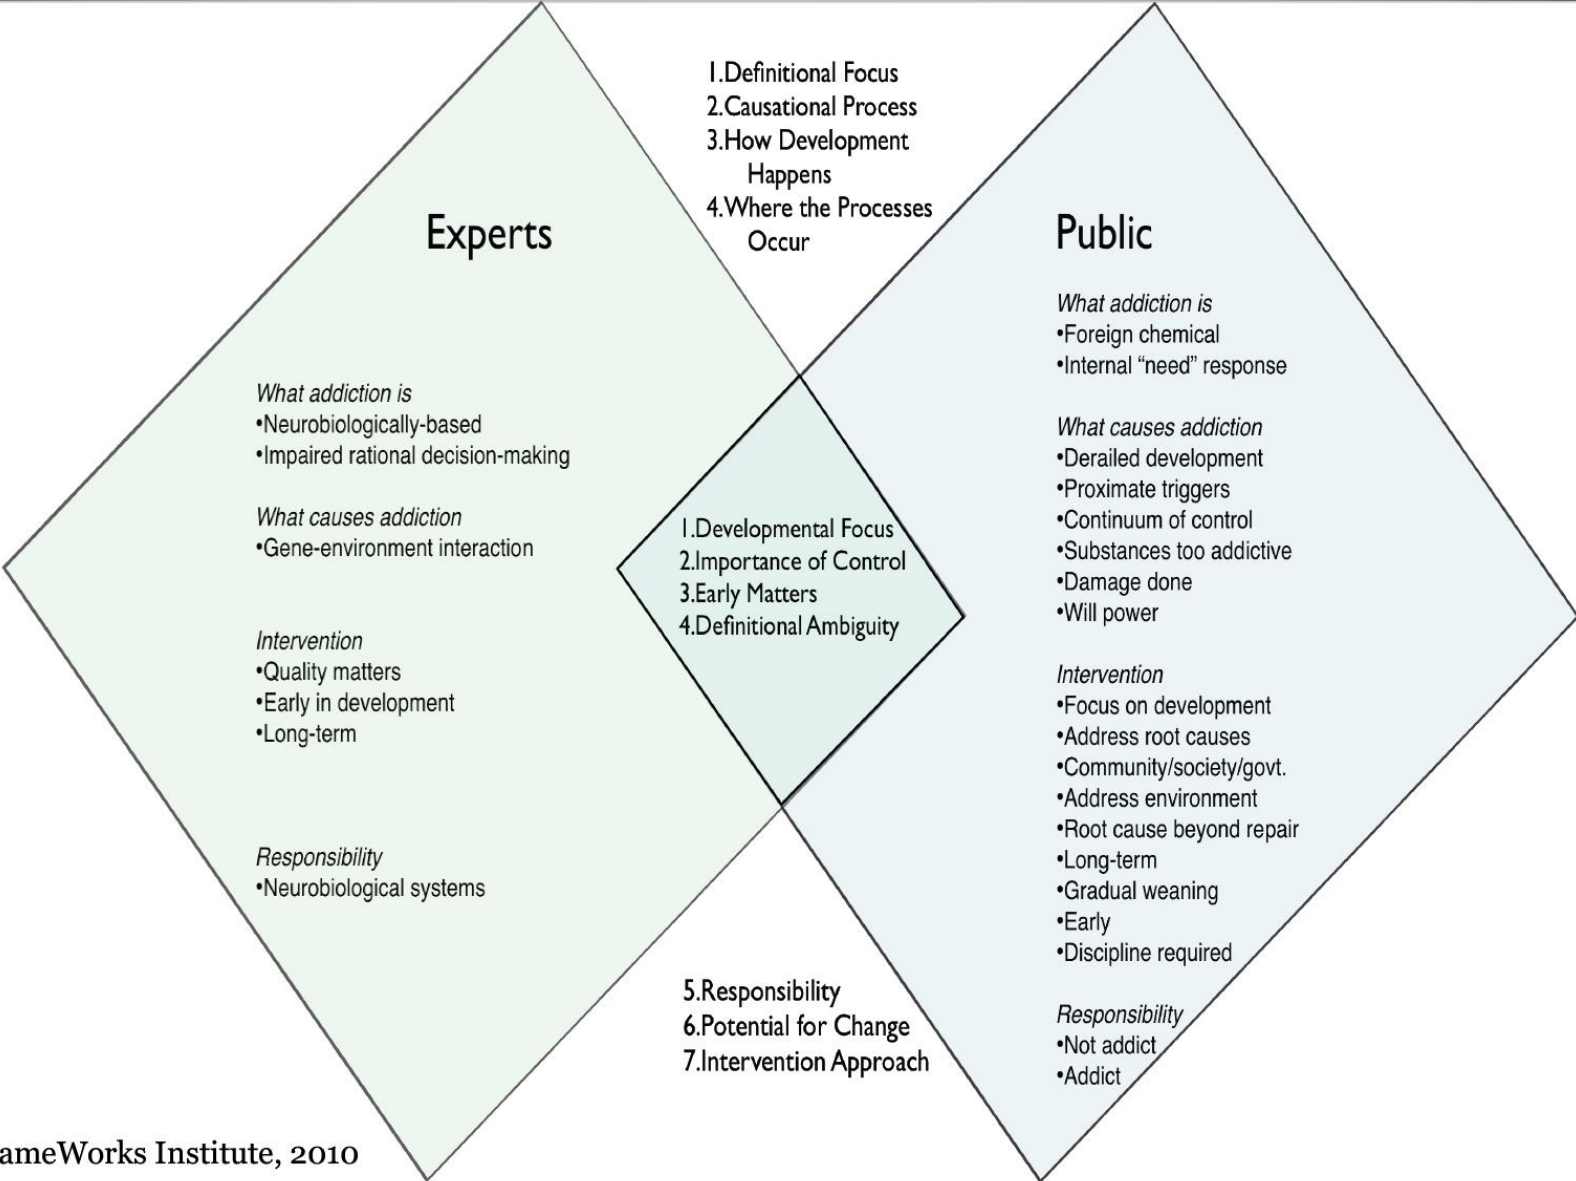 1.Definitional Focus
2.Causational Process
3.How Development
Happens
4.Where the Processes
Occur
Experts
What addiction is
•Neurobiologically-based
•Impaired rational decision-making
What causes addiction
•Gene-environment interaction
Intervention
•Quality matters
•Early in development
•Long-term
Responsibility
•Neurobiological systems
1.Developmental Focus
2.Importance of Control
3.Early Matters
4.Definitional Ambiguity
Public
What addiction is
•Foreign chemical
•Internal “need” response
What causes addiction
•Derailed development
•Proximate triggers
•Continuum of control
•Substances too addictive
•Damage done
•Will power
Intervention
•Focus on development
•Address root causes
•Community/society/govt.
•Address environment
•Root cause beyond repair
•Long-term
•Gradual weaning
•Early
•Discipline required
Responsibility
•Not addict
•Addict
5.Responsibility
6.Potential for Change
7.Intervention Approach
ameWorks Institute, 2010